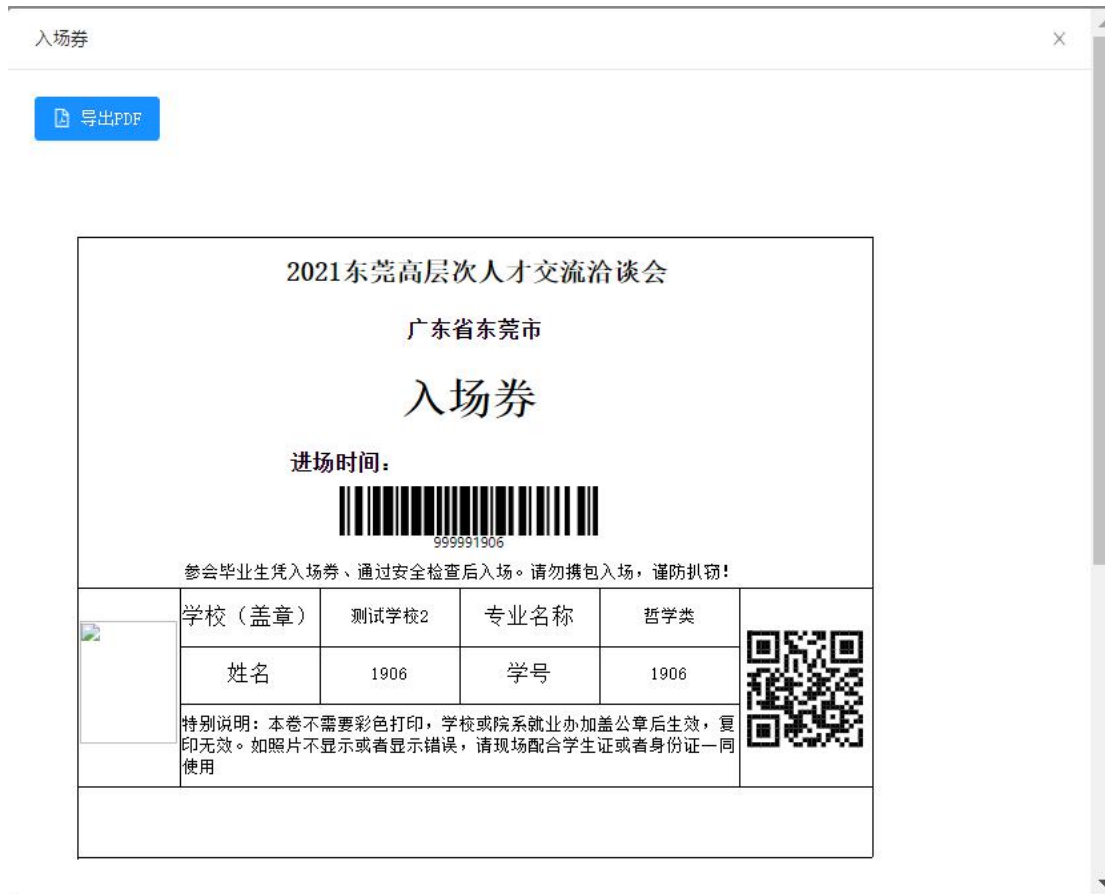 入场券
导出PDF
2021东莞高层次人才交流洽谈会
广东省东莞市
入场券
进场时间：
999991906
参会毕业生凭入场券、通过安全检查后入场。请勿携包入场，谨防扒窃！
学校（盖章） 测试学校2 专业名称 哲学类
姓名 1906 学号 1906
特别说明：本卷不需要彩色打印，学校或院系就业办加盖公章后生效，复
印无效。如照片不显示或者显示错误，请现场配合学生证或者身份证一同
使用